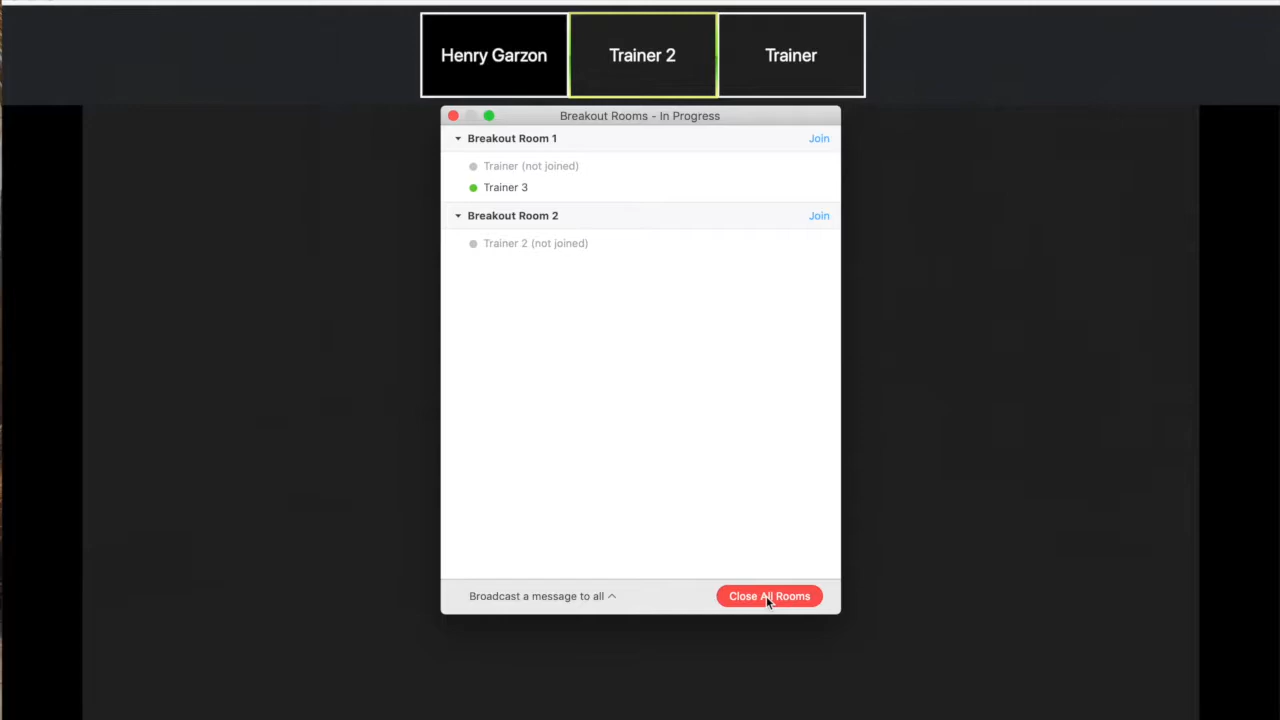 Henry Garzon
Trainer 2
Trainer
Breakout Rooms - In Progress
Breakout Room 1
Join
Trainer (not joined)
Trainer 3
Breakout Room 2
Join
Trainer 2 (not joined)
Broadcast a message to all
Close All Rooms